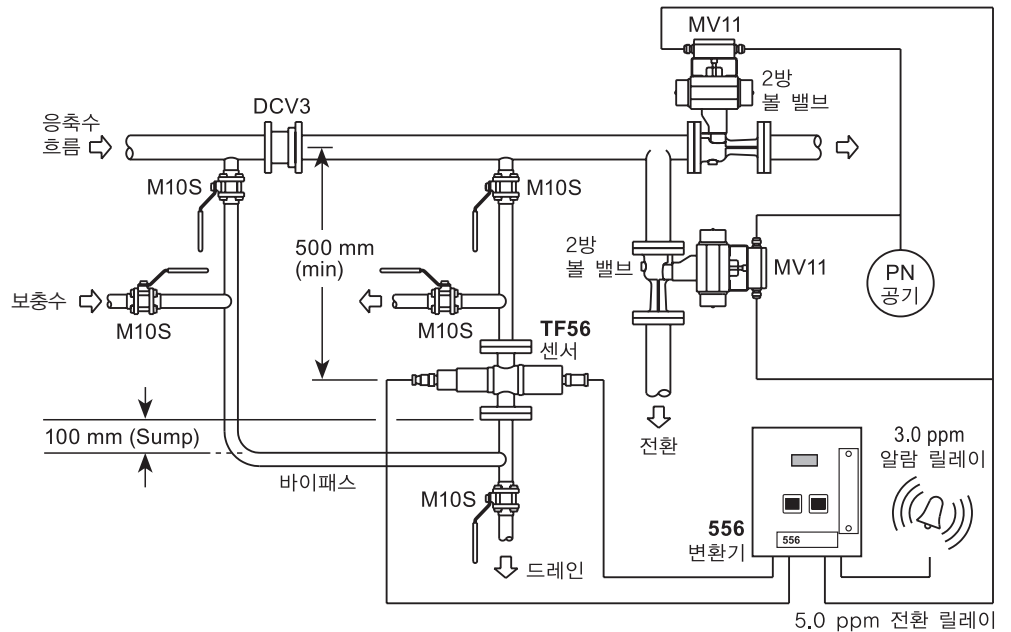 MV11
2방
볼 밸브
DCV3
응축수
흐름
M10S
M10S
500 mm
(min)
2방
볼 밸브
MV11
PN
공기
보충수
M10S
M10S
TF56
센서
100 mm (Sump)
바이패스
전환
3.0 ppm
알람 릴레이
M10S
556
변환기
556
드레인
5.0 ppm 전환 릴레이